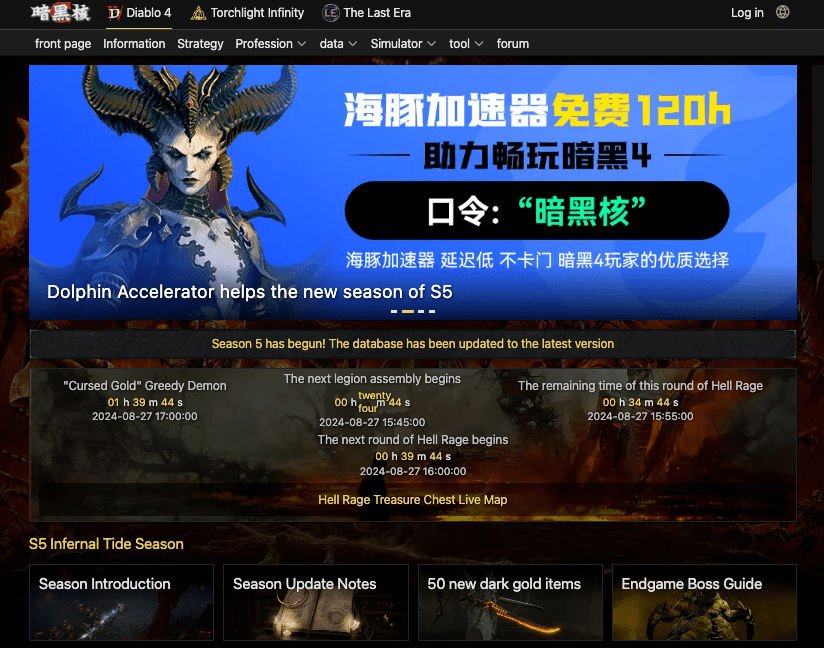 暗黑核 Diablo 4 Torchlight Infinity The Last Era Log in
front page Information Strategy Profession data Simulator tool forum
海豚加速器免费120h
助力畅玩暗黑4
口令：“暗黑核”
海豚加速器 延迟低 不卡门 暗黑4玩家的优质选择
Dolphin Accelerator helps the new season of S5
Season 5 has begun! The database has been updated to the latest version
"Cursed Gold" Greedy Demon
01 h 39 m 44 s
2024-08-27 17:00:00
The next legion assembly begins
00 h twenty four m 44 s
2024-08-27 15:45:00
The remaining time of this round of Hell Rage
00 h 34 m 44 s
2024-08-27 15:55:00
The next round of Hell Rage begins
00 h 39 m 44 s
2024-08-27 16:00:00
Hell Rage Treasure Chest Live Map
S5 Infernal Tide Season
Season Introduction
Season Update Notes
50 new dark gold items
Endgame Boss Guide